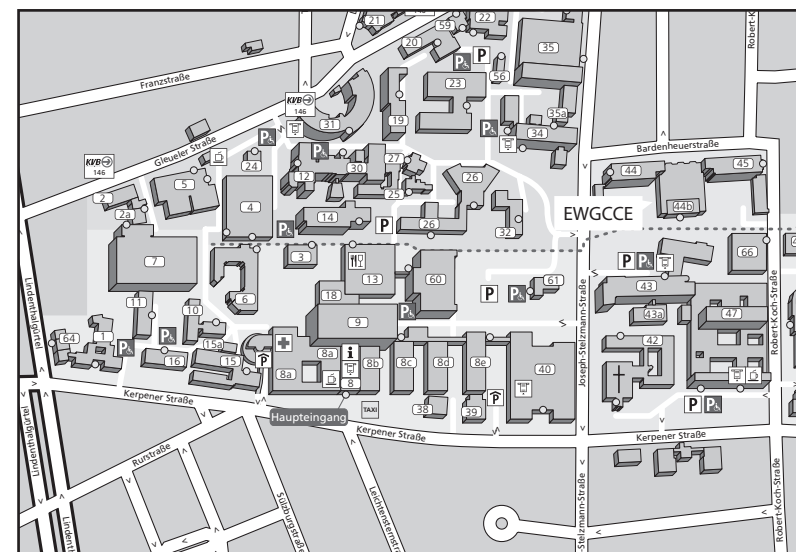 21
22
59
20
35
P
56
23
Franzstraße
KVB
146
19
35a
31
34
Robert-K
Gleueler Straße
Bardenheuerstraße
KVB
146
24
30
27
44
45
12
26
5
25
2
4
44b
EWGCCE
2a
14
26
P
32
66
3
7
13
P
60
61
43
6
18
P
11
43a
47
10
9
42
64
1
15a
16
15
8a
8a
8b
8c
8d
8e
40
8
Kerpener Straße
Haupteingang
TAXI
38
39
P
Kerpener Straße
Kerpener Straße
Rurstraße
Sülzburgstraße
Lindenthalgürtel
Lindenthalgürtel
Lindenth
Joseph-Stelzmann-Straße
-Stelzmann-Straße
Robert-Koch-Straße
Robert-Koch-Straße